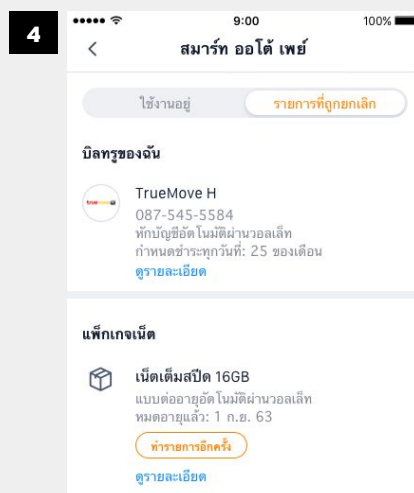 4
9:00
100%
สมาร์ท ออโต้ เพย์
ใช้งานอยู่
รายการที่ถูกยกเลิก
บิลทรูของฉัน
TrueMove H
087-545-5584
หักบัญชีอัตโนมัติผ่านวอลเล็ท
กำหนดชำระทุกวันที่: 25 ของเดือน
ดูรายละเอียด
แพ็กเกจเน็ต
เน็ตเต็มสปีด 16GB
แบบต่ออายุอัตโนมัติผ่านวอลเล็ท
หมดอายุแล้ว: 1 ก.ย. 63
ทำรายการอีกครั้ง
ดูรายละเอียด